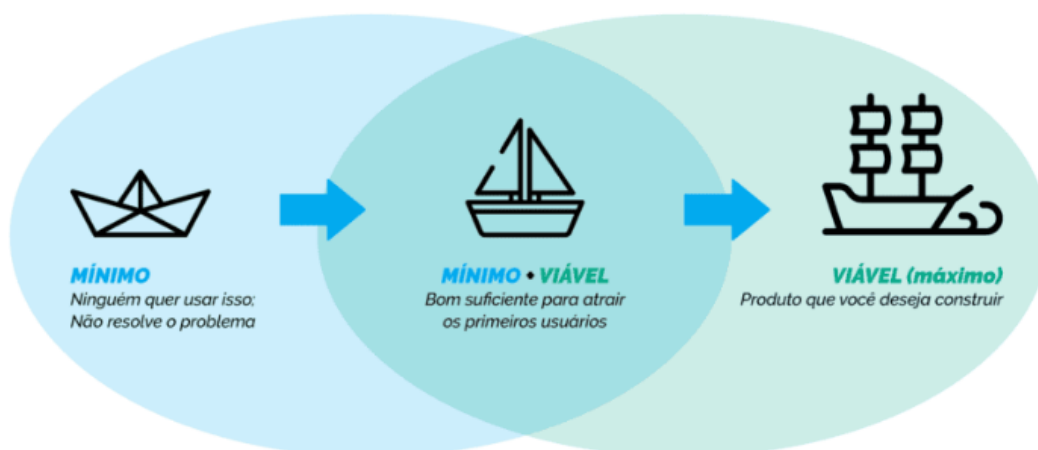 MÍNIMO
Ninguém quer usar isso:
Não resolve o problema
MÍNIMO + VIÁVEL
Bom suficiente para atrair
os primeiros usuários
VIÁVEL (máximo)
Produto que você deseja construir